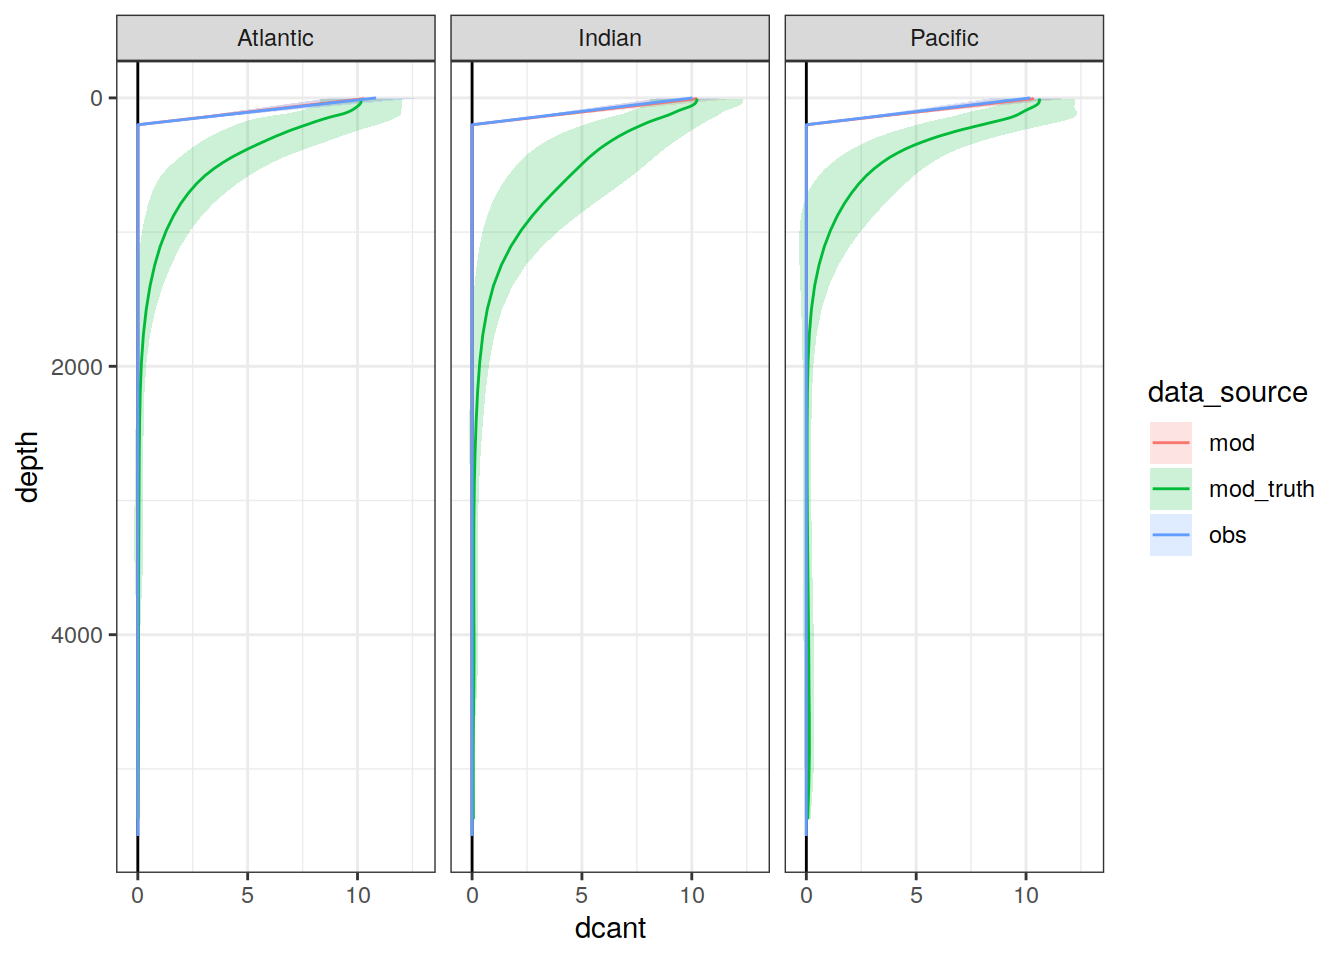 Atlantic Indian Pacific
0
2000
4000
depth
0 5 10 0 5 10 0 5 10
dcant
data_source
mod
mod_truth
obs